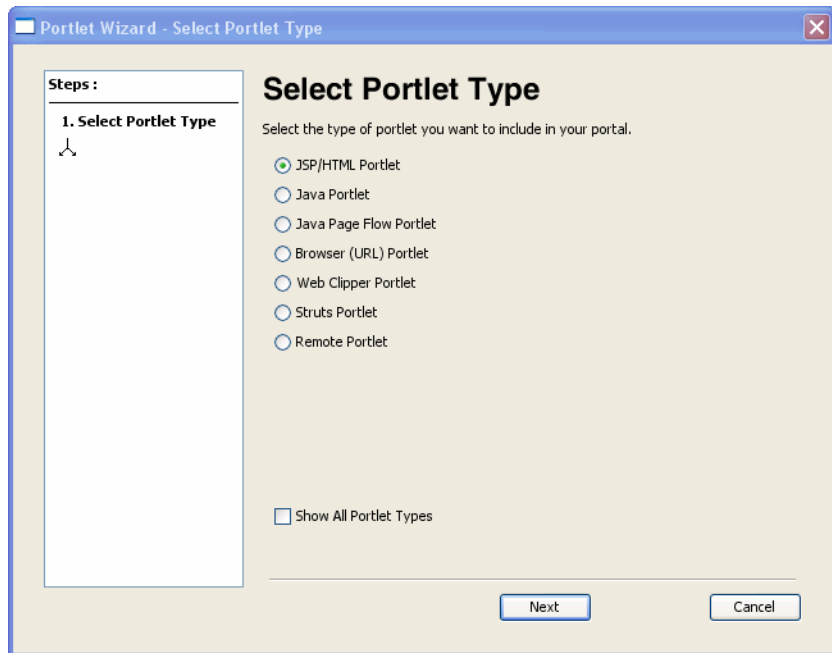 Portlet Wizard - Select Portlet Type
Steps :
1. Select Portlet Type
Select Portlet Type
Select the type of portlet you want to include in your portal.
JSP/HTML Portlet
Java Portlet
Java Page Flow Portlet
Browser (URL) Portlet
Web Clipper Portlet
Struts Portlet
Remote Portlet
Show All Portlet Types
Next
Cancel